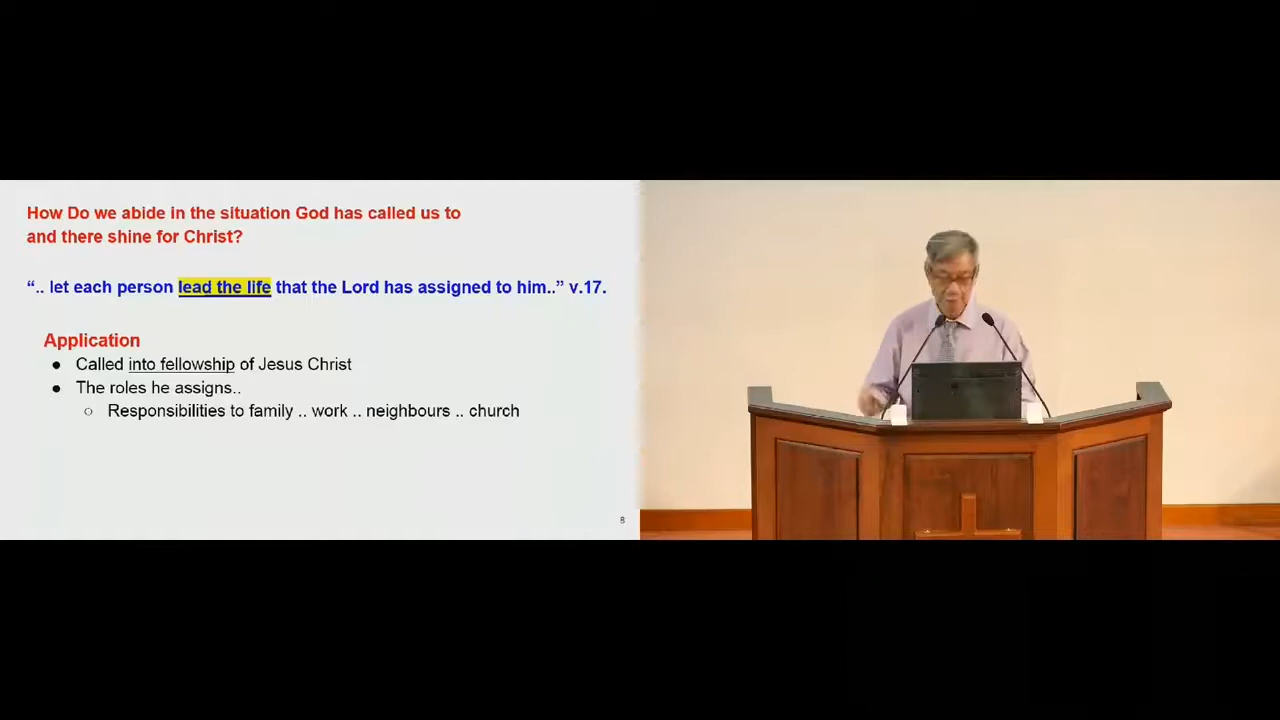 How Do we abide in the situation God has called us to
and there shine for Christ?
“.. let each person lead the life that the Lord has assigned to him..” v.17.
Application
● Called into fellowship of Jesus Christ
● The roles he assigns..
○ Responsibilities to family .. work .. neighbours .. church
8